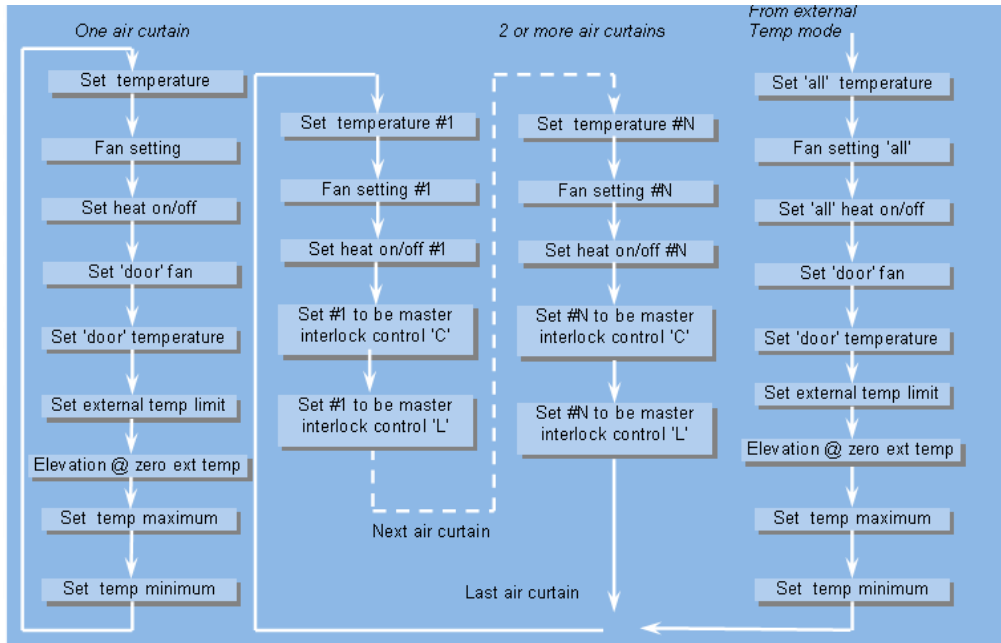 One air curtain
Set temperature
Fan setting
Set heat on/off
Set 'door' fan
Set 'door' temperature
Set external temp limit
Elevation @ zero ext temp
Set temp maximum
Set temp minimum
2 or more air curtains
Set temperature #1
Fan setting #1
Set heat on/off #1
Set #1 to be master
interlock control 'C'
Set #1 to be master
interlock control 'L'
Next air curtain
Set temperature #N
Fan setting #N
Set heat on/off #N
Set #N to be master
interlock control 'C'
Set #N to be master
interlock control 'L'
Last air curtain
From external
Temp mode
Set 'all' temperature
Fan setting 'all'
Set 'all' heat on/off
Set 'door' fan
Set 'door' temperature
Set external temp limit
Elevation @ zero ext temp
Set temp maximum
Set temp minimum